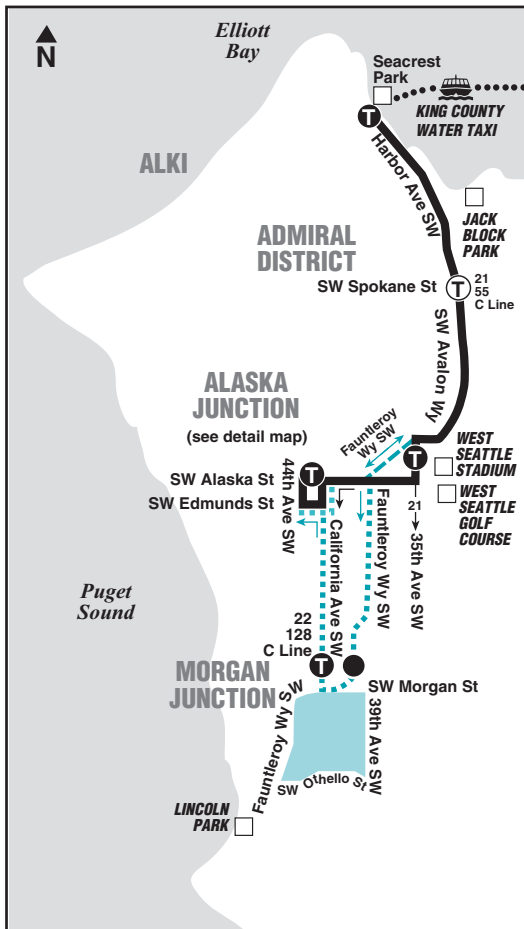 Elliott
Bay
N
Seacrest
Park
T
KING COUNTY
WATER TAXI
ALKI
Harbor Ave SW
JACK
BLOCK
PARK
ADMIRAL
DISTRICT
SW Spokane St
T
21
55
C Line
SW Avalon Wy
ALASKA
JUNCTION
(see detail map)
Fauntleroy
Wy SW
T
WEST
SEATTLE
STADIUM
WEST
SEATTLE
GOLF
COURSE
44th Ave SW
T
SW Alaska St
SW Edmunds St
21
35th Ave SW
California Ave SW
Fauntleroy Wy SW
Puget
Sound
22
128
C Line
T
MORGAN
JUNCTION
SW Morgan St
Fauntleroy Wy SW
39th Ave SW
SW Othello St
LINCOLN
PARK